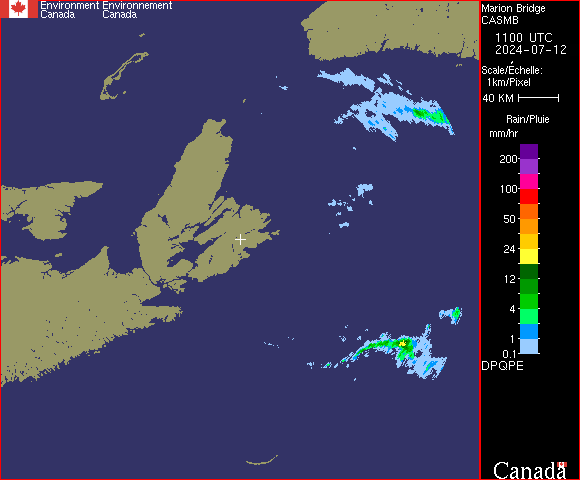 Environment Environnement
Canada Canada
Marion Bridge
CASMB
1100 UTC
2024-07-12
Scale/Échelle:
1km/Pixel
40 KM
Rain/Pluie
mm/hr
200
100
50
24
12
4
1
0.1
DPQPE
Canada